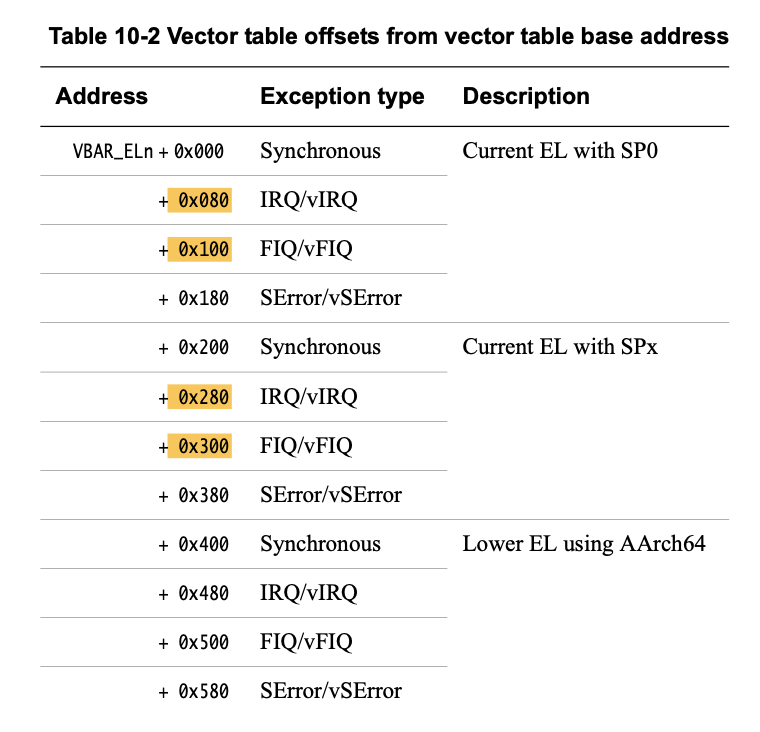 Table 10-2 Vector table offsets from vector table base address
Address Exception type Description
VBAR_ELn + 0x000 Synchronous Current EL with SP0
+ 0x080 IRQ/vIRQ
+ 0x100 FIQ/vFIQ
+ 0x180 SError/vSError
+ 0x200 Synchronous Current EL with SPx
+ 0x280 IRQ/vIRQ
+ 0x300 FIQ/vFIQ
+ 0x380 SError/vSError
+ 0x400 Synchronous Lower EL using AArch64
+ 0x480 IRQ/vIRQ
+ 0x500 FIQ/vFIQ
+ 0x580 SError/vSError